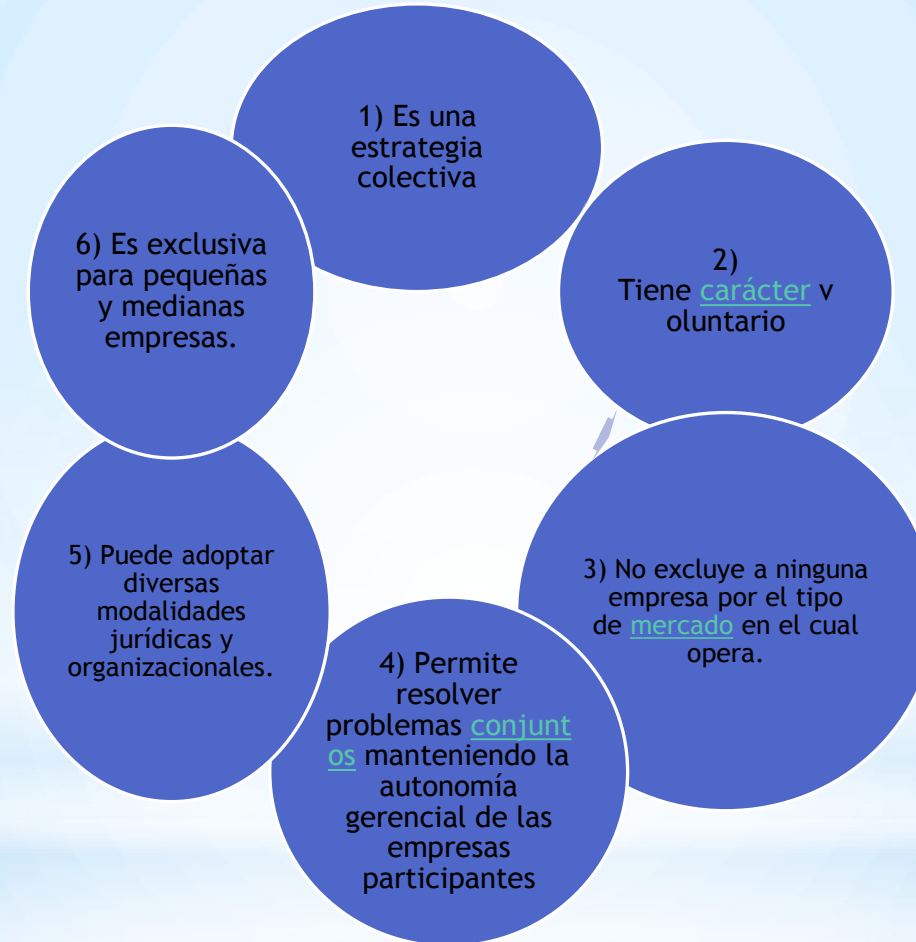 1) Es una
estrategia
colectiva
2)
Tiene carácter v
oluntario
3) No excluye a ninguna
empresa por el tipo
de mercado en el cual
opera.
4) Permite
resolver
problemas conjunt
os manteniendo la
autonomía
gerencial de las
empresas
participantes
5) Puede adoptar
diversas
modalidades
jurídicas y
organizacionales.
6) Es exclusiva
para pequeñas
y medianas
empresas.